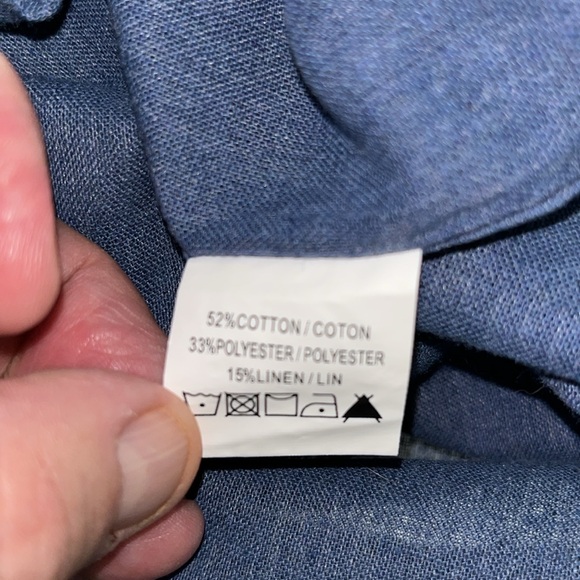 52%COTTON/COTON
33%POLYESTER/POLYESTER
15%LINEN/LIN